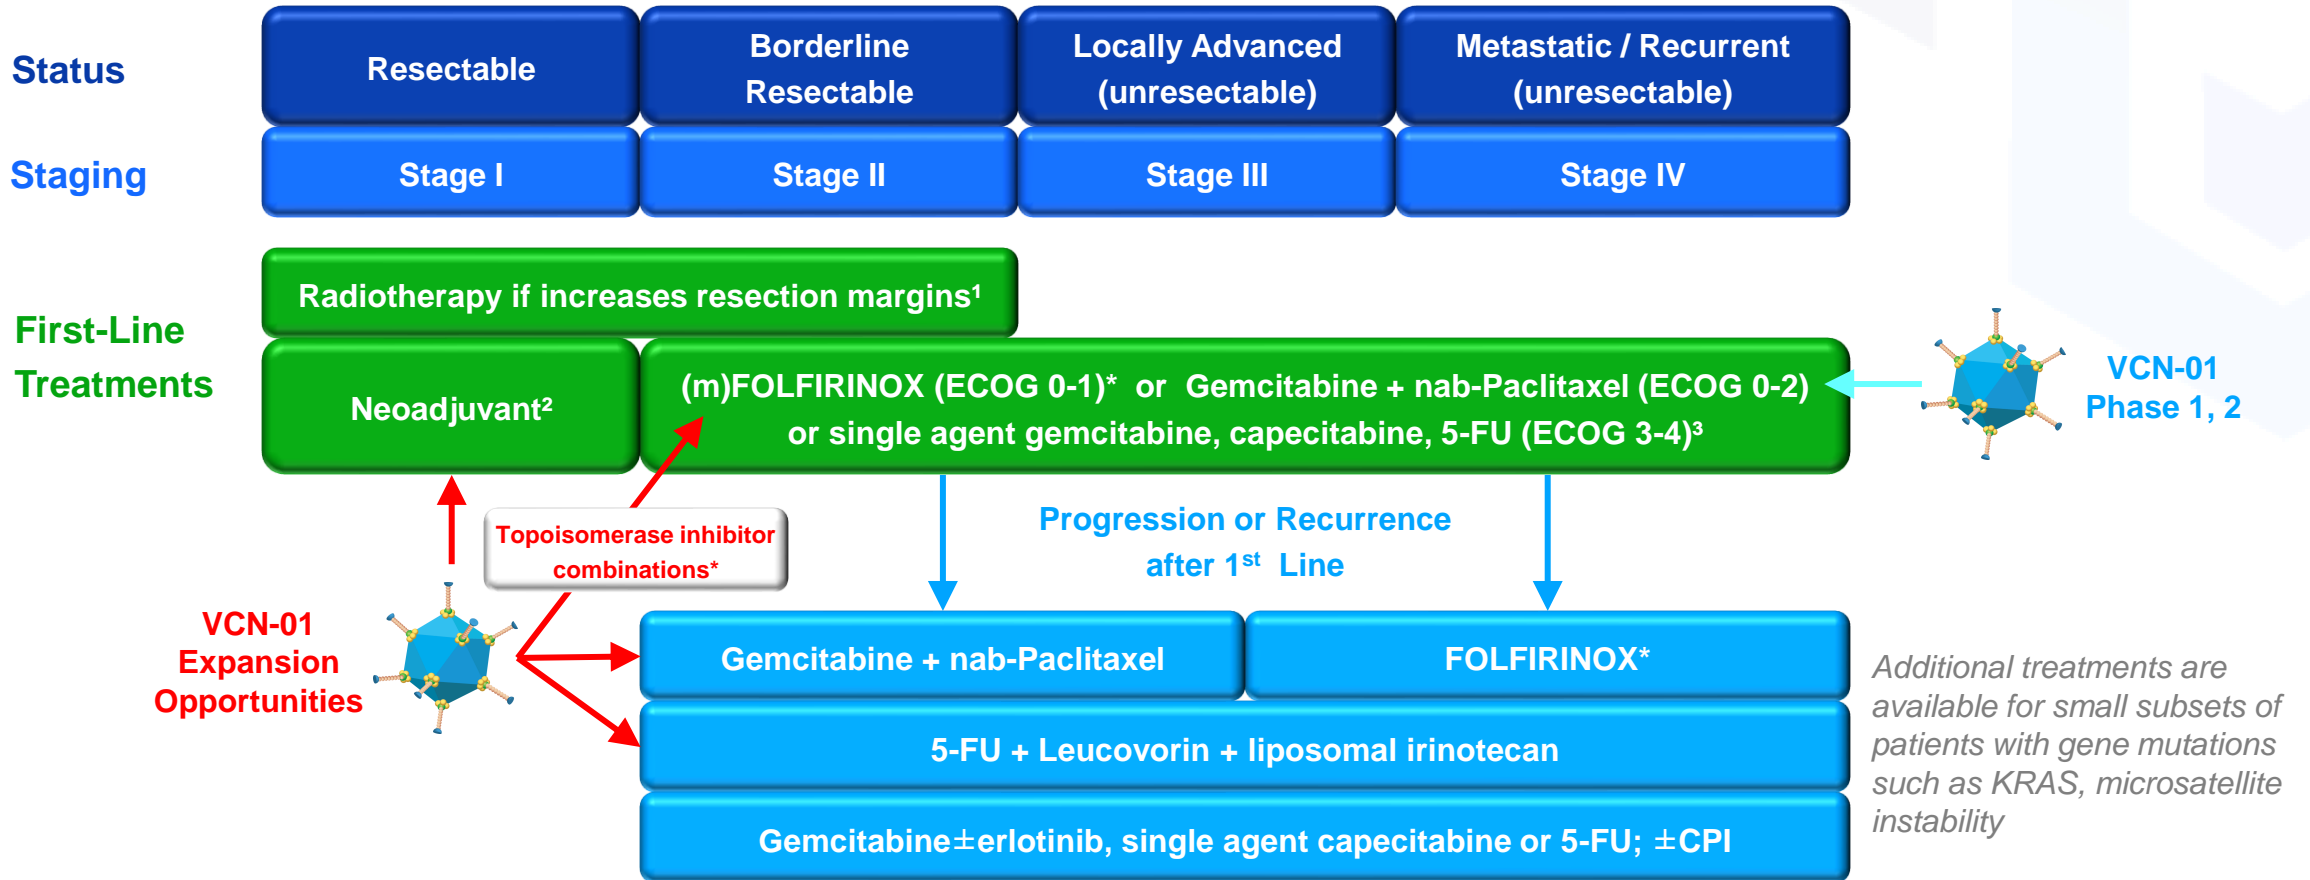 Status
Resectable
Borderline
Resectable
Locally Advanced
(unresectable)
Metastatic / Recurrent
(unresectable)
Staging
Stage I
Stage II
Stage III
Stage IV
First-Line
Treatments
Radiotherapy if increases resection margins¹
Neoadjuvant²
(m)FOLFIRINOX (ECOG 0-1)* or Gemcitabine + nab-Paclitaxel (ECOG 0-2)
or single agent gemcitabine, capecitabine, 5-FU (ECOG 3-4)³
VCN-01
Phase 1, 2
Topoisomerase inhibitor
combinations*
Progression or Recurrence
after 1st Line
VCN-01
Expansion
Opportunities
Gemcitabine + nab-Paclitaxel
FOLFIRINOX*
5-FU + Leucovorin + liposomal irinotecan
Gemcitabine±erlotinib, single agent capecitabine or 5-FU; ±CPI
Additional treatments are
available for small subsets of
patients with gene mutations
such as KRAS, microsatellite
instability